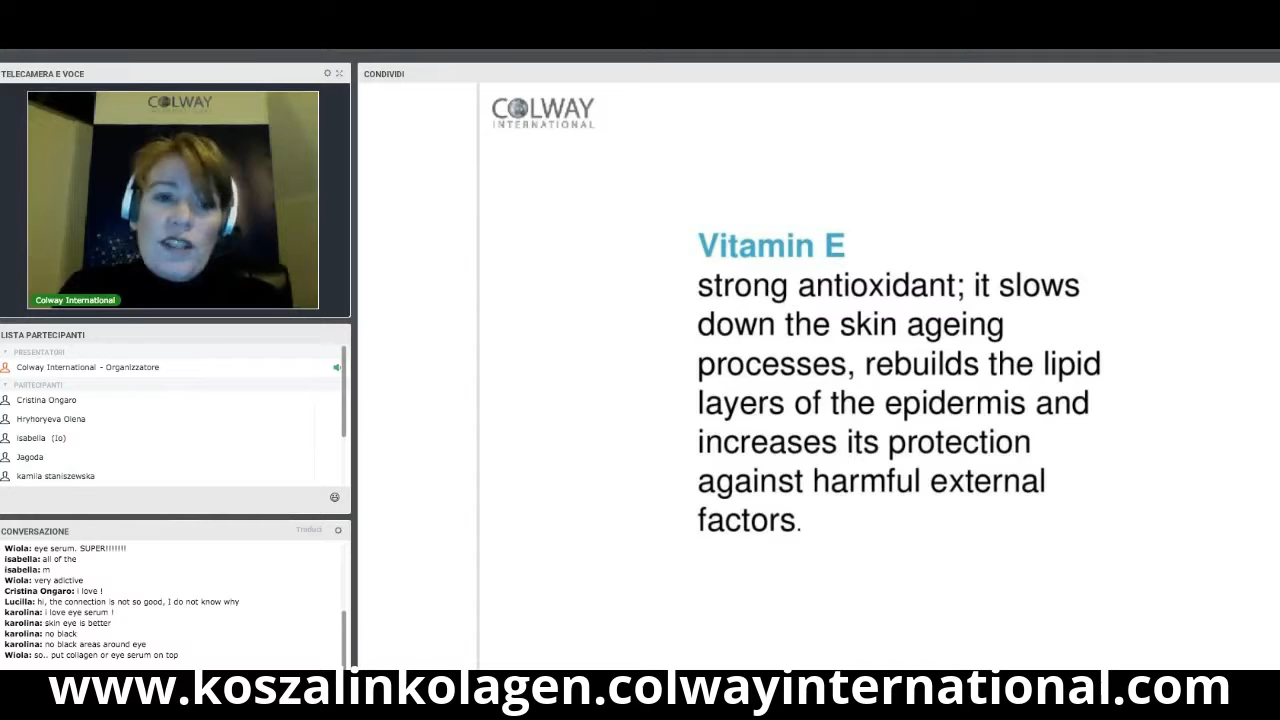 TELECAMERA E VOCE
COLWAY
Colway International
LISTA PARTECIPANTI
PRESENTATORI
Colway International - Organizzatore
PARTECIPANTI
Cristina Ongaro
Hryhoryeva Olena
isabella (Io)
Jagoda
kamila staniszewska
CONVERSAZIONE
Traduci
Wiola: eye serum. SUPER!!!!!!!
isabella: all of the
isabella: m
Wiola: very adictive
Cristina Ongaro: i love !
Lucilla: hi, the connection is not so good, I do not know why
karolina: i love eye serum !
karolina: skin eye is better
karolina: no black
karolina: no black areas around eye
Wiola: so.. put collagen or eye serum on top
CONDIVIDI
COLWAY
INTERNATIONAL
Vitamin E
strong antioxidant; it slows
down the skin ageing
processes, rebuilds the lipid
layers of the epidermis and
increases its protection
against harmful external
factors.
www.koszalinkolagen.colwayinternational.com